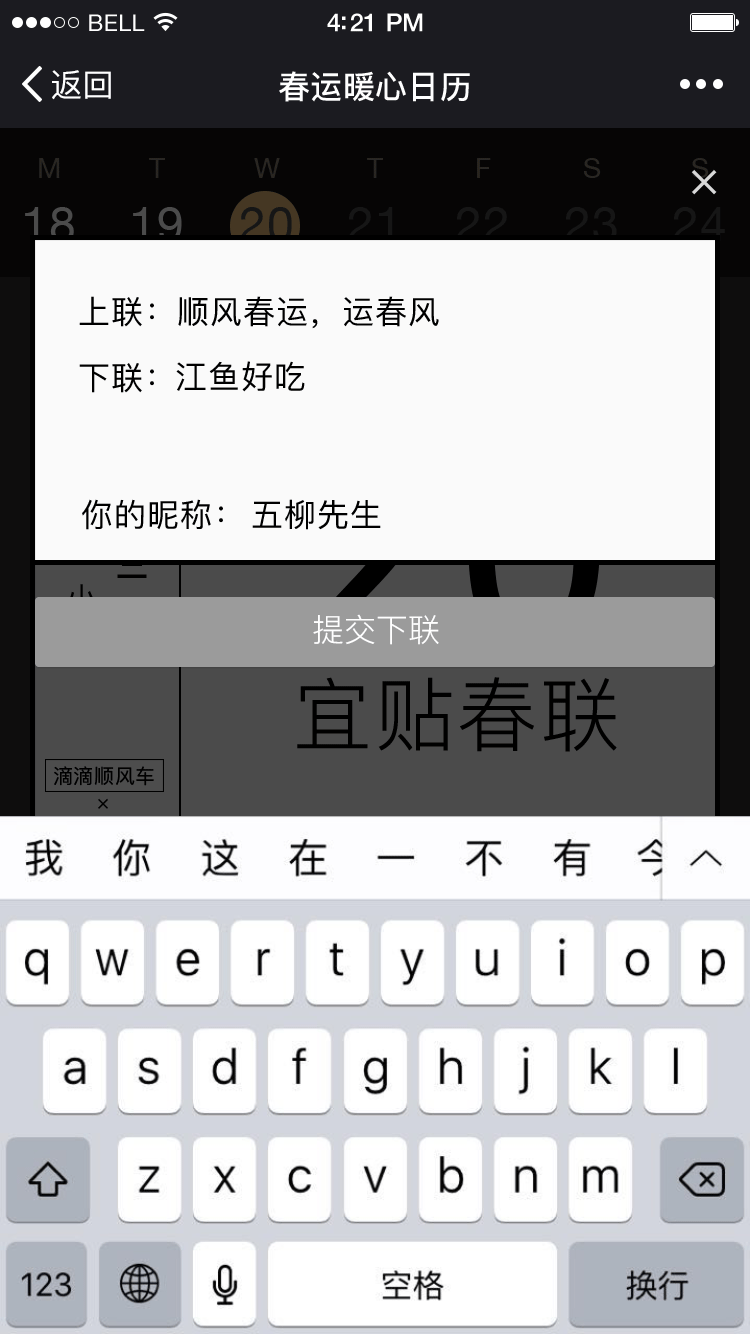 ●●●○○ BELL 4:21 PM
返回 春运暖心日历 •••
M T W T F S S
18 19 20 21 22 23 24
上联：顺风春运，运春风
下联：江鱼好吃
你的昵称：五柳先生
提交下联
宜贴春联
滴滴顺风车
×
我 你 这 在 一 不 有 今
q w e r t y u i o p
a s d f g h j k l
z x c v b n m
123 空格 换行